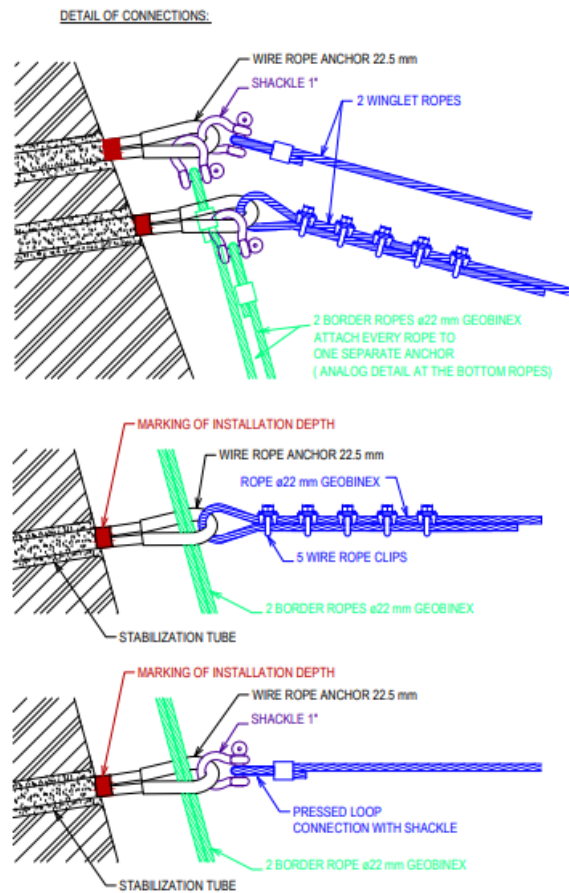 DETAIL OF CONNECTIONS:
WIRE ROPE ANCHOR 22.5 mm
SHACKLE 1"
2 WINGLET ROPES
2 BORDER ROPES ø22 mm GEOBINEX
ATTACH EVERY ROPE TO
ONE SEPARATE ANCHOR
( ANALOG DETAIL AT THE BOTTOM ROPES)
MARKING OF INSTALLATION DEPTH
WIRE ROPE ANCHOR 22.5 mm
ROPE ø22 mm GEOBINEX
5 WIRE ROPE CLIPS
2 BORDER ROPES ø22 mm GEOBINEX
STABILIZATION TUBE
MARKING OF INSTALLATION DEPTH
WIRE ROPE ANCHOR 22.5 mm
SHACKLE 1"
PRESSED LOOP
CONNECTION WITH SHACKLE
2 BORDER ROPE ø22 mm GEOBINEX
STABILIZATION TUBE